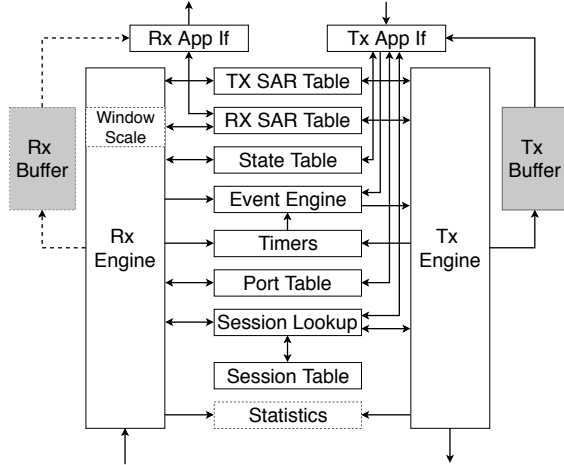 Rx App If
Tx App If
TX SAR Table
Window
Scale
RX SAR Table
Rx
Buffer
Tx
Buffer
State Table
Event Engine
Rx
Engine
Timers
Tx
Engine
Port Table
Session Lookup
Session Table
Statistics